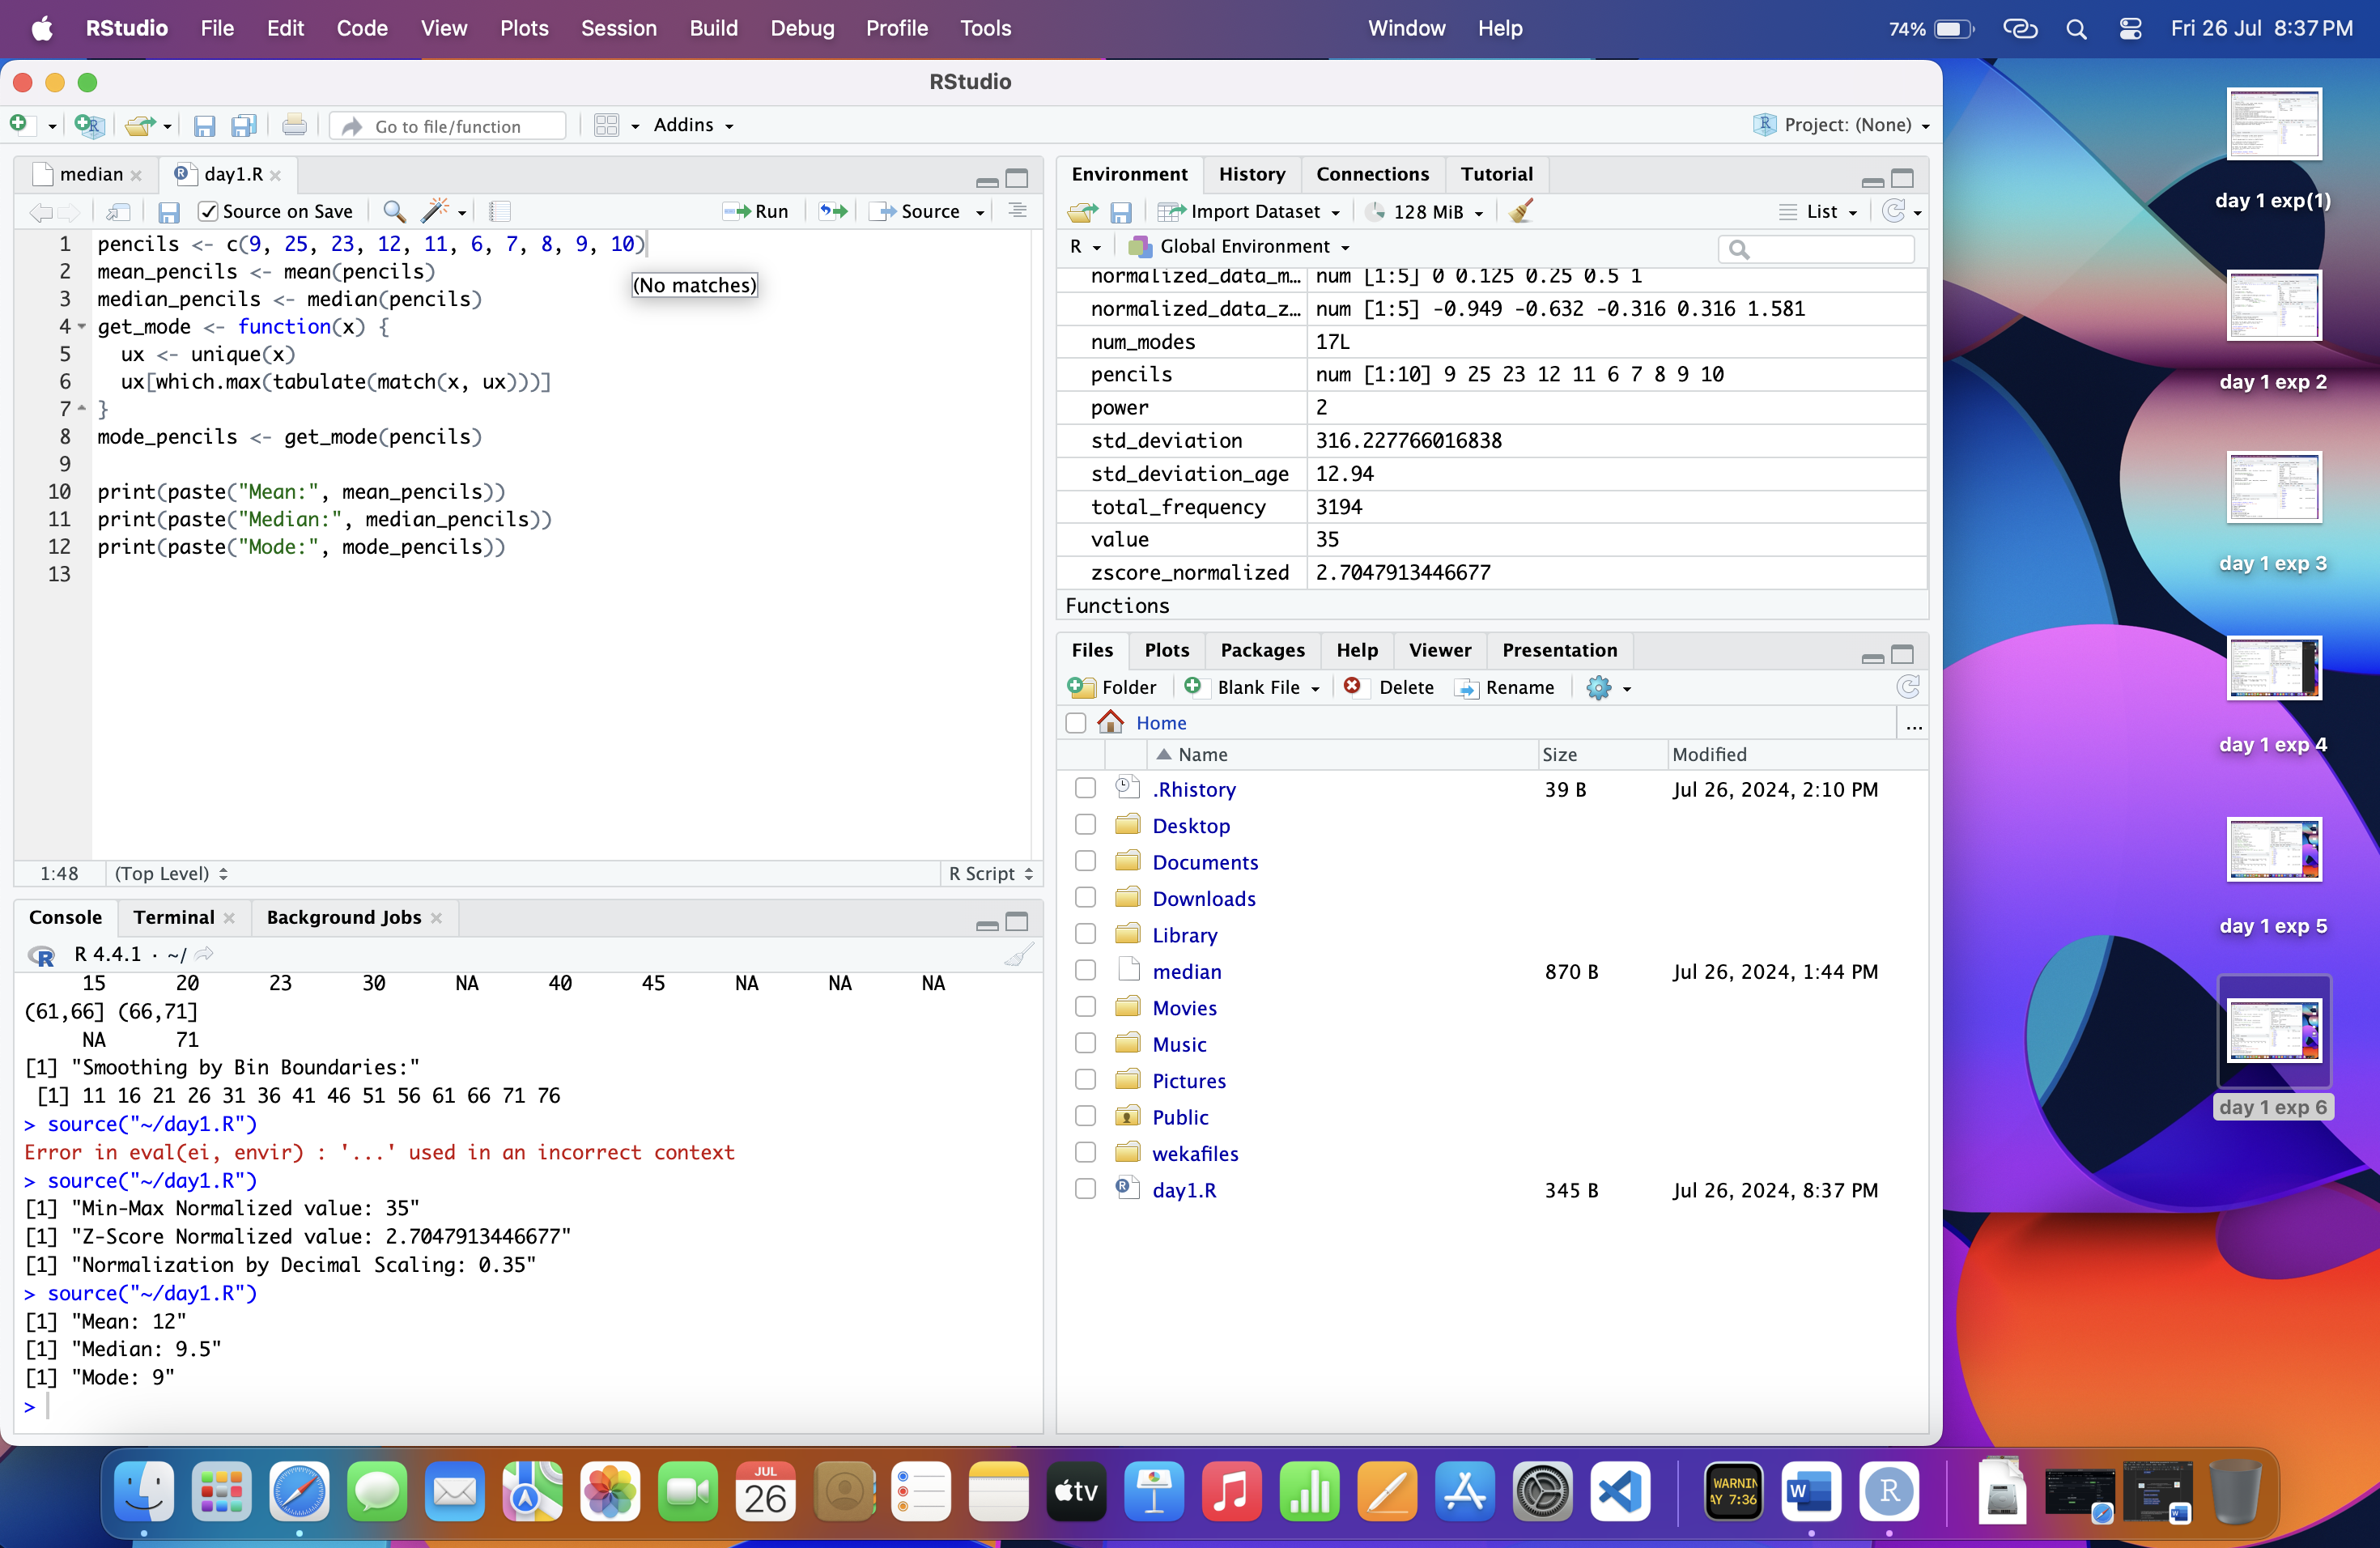 RStudio File Edit Code View Plots Session Build Debug Profile Tools Window Help 74% Fri 26 Jul 8:37 PM
RStudio
Go to file/function Addins Project: (None)
median day1.R
Source on Save Run Source
1 pencils <- c(9, 25, 23, 12, 11, 6, 7, 8, 9, 10)
2 mean_pencils <- mean(pencils)
(No matches)
3 median_pencils <- median(pencils)
4 get_mode <- function(x) {
5 ux <- unique(x)
6 ux[which.max(tabulate(match(x, ux)))]
7 }
8 mode_pencils <- get_mode(pencils)
9
10 print(paste("Mean:", mean_pencils))
11 print(paste("Median:", median_pencils))
12 print(paste("Mode:", mode_pencils))
13
1:48 (Top Level) R Script
Console Terminal Background Jobs
R 4.4.1 · ~/
15 20 23 30 NA 40 45 NA NA NA
(61,66] (66,71]
NA 71
[1] "Smoothing by Bin Boundaries:"
[1] 11 16 21 26 31 36 41 46 51 56 61 66 71 76
> source("~/day1.R")
Error in eval(ei, envir) : '...' used in an incorrect context
> source("~/day1.R")
[1] "Min-Max Normalized value: 35"
[1] "Z-Score Normalized value: 2.7047913446677"
[1] "Normalization by Decimal Scaling: 0.35"
> source("~/day1.R")
[1] "Mean: 12"
[1] "Median: 9.5"
[1] "Mode: 9"
>
Environment History Connections Tutorial
Import Dataset 128 MiB List
R Global Environment
normalized_data_m… num [1:5] 0 0.125 0.25 0.5 1
normalized_data_z… num [1:5] -0.949 -0.632 -0.316 0.316 1.581
num_modes 17L
pencils num [1:10] 9 25 23 12 11 6 7 8 9 10
power 2
std_deviation 316.227766016838
std_deviation_age 12.94
total_frequency 3194
value 35
zscore_normalized 2.7047913446677
Functions
Files Plots Packages Help Viewer Presentation
Folder Blank File Delete Rename
Home ...
Name Size Modified
.Rhistory 39 B Jul 26, 2024, 2:10 PM
Desktop
Documents
Downloads
Library
median 870 B Jul 26, 2024, 1:44 PM
Movies
Music
Pictures
Public
wekafiles
day1.R 345 B Jul 26, 2024, 8:37 PM
day 1 exp(1)
day 1 exp 2
day 1 exp 3
day 1 exp 4
day 1 exp 5
day 1 exp 6
JUL
26
tv
WARNIN
AY 7:36
W
R